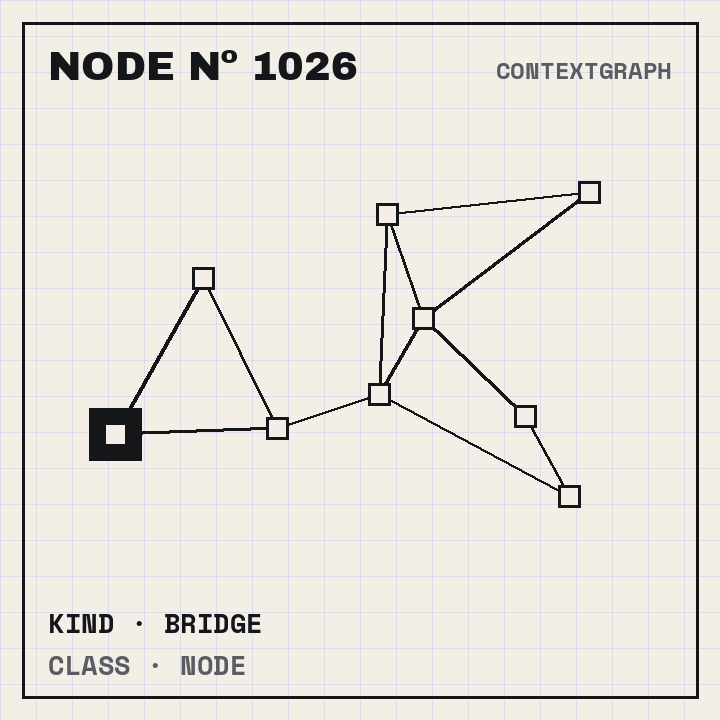 NODE Nº 1026
CONTEXTGRAPH
KIND · BRIDGE
CLASS · NODE